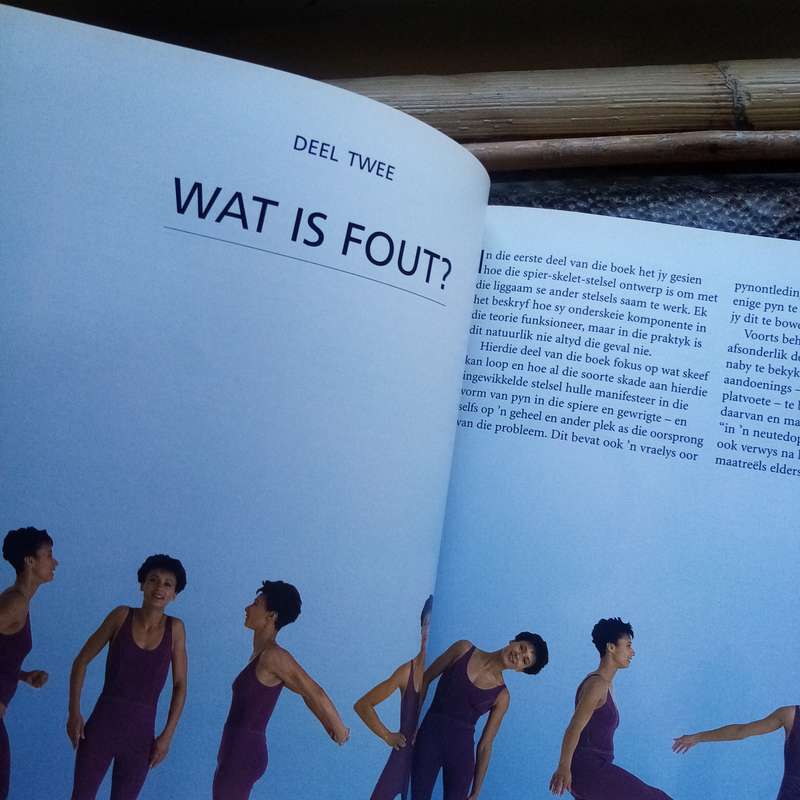 DEEL TWEE
WAT IS FOUT?
In die eerste deel van die boek het jy gesien
hoe die spier-skelet-stelsel ontwerp is om met
die liggaam se ander stelsels saam te werk. Ek
het beskryf hoe sy onderskeie komponente in
die teorie funksioneer, maar in die praktyk is
dit natuurlik nie altyd die geval nie.
Hierdie deel van die boek fokus op wat skeef
kan loop en hoe al die soorte skade aan hierdie
ingewikkelde stelsel hulle manifesteer in die
vorm van pyn in die spiere en gewrigte – en
selfs op 'n geheel en ander plek as die oorsprong
van die probleem. Dit bevat ook 'n vraelys oor
enige pyn te
jy dit te
Voorts
afsonderlik
naby te
aandoenings –
platvoete – te
daarvan en
"in 'n
ook verwys na
maatreëls elders